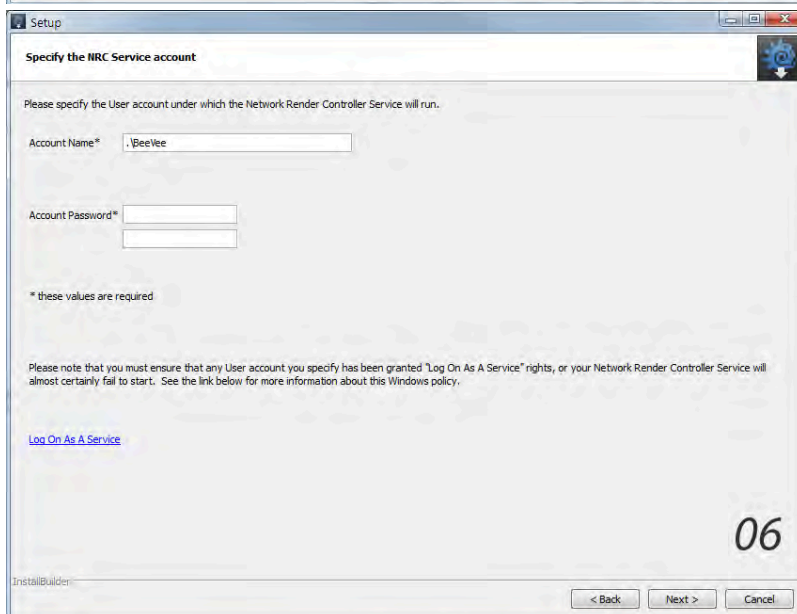 Setup
Specify the NRC Service account
Please specify the User account under which the Network Render Controller Service will run.
Account Name* .\BeeVee
Account Password*
* these values are required
Please note that you must ensure that any User account you specify has been granted "Log On As A Service" rights, or your Network Render Controller Service will
almost certainly fail to start. See the link below for more information about this Windows policy.
Log On As A Service
06
InstallBuilder
< Back Next > Cancel